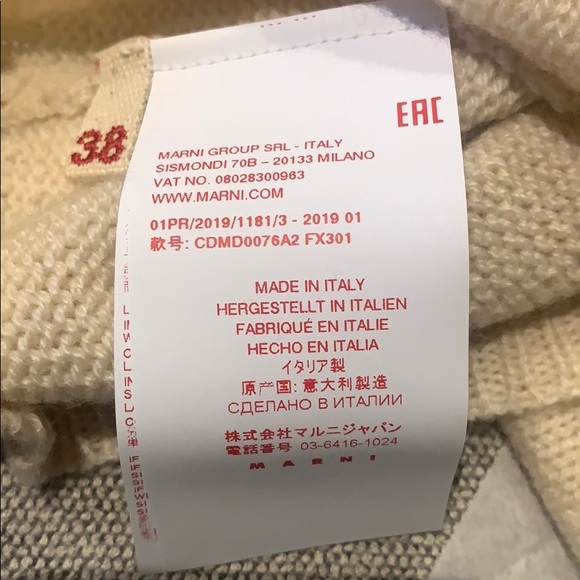 38
EAC
MARNI GROUP SRL - ITALY
SISMONDI 70B – 20133 MILANO
VAT NO. 08028300963
WWW.MARNI.COM
01PR/2019/1181/3 - 2019 01
款号: CDMD0076A2 FX301
MADE IN ITALY
HERGESTELLT IN ITALIEN
FABRIQUÉ EN ITALIE
HECHO EN ITALIA
イタリア製
原产国: 意大利製造
СДЕЛАНО В ИТАЛИИ
株式会社マルニジャパン
電話番号 03-6416-1024
MARNI